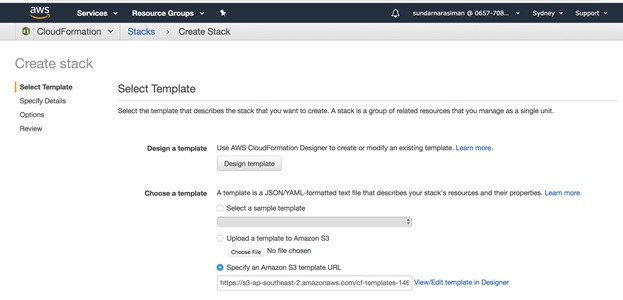 aws Services Resource Groups sundarnarasiman @ 0657-708... Sydney Support
CloudFormation Stacks > Create Stack
Create stack
Select Template
Specify Details
Options
Review
Select Template
Select the template that describes the stack that you want to create. A stack is a group of related resources that you manage as a single unit.
Design a template Use AWS CloudFormation Designer to create or modify an existing template. Learn more.
Design template
Choose a template A template is a JSON/YAML-formatted text file that describes your stack's resources and their properties. Learn more.
Select a sample template
Upload a template to Amazon S3
Choose File No file chosen
Specify an Amazon S3 template URL
https://s3-ap-southeast-2.amazonaws.com/cf-templates-146 View/Edit template in Designer